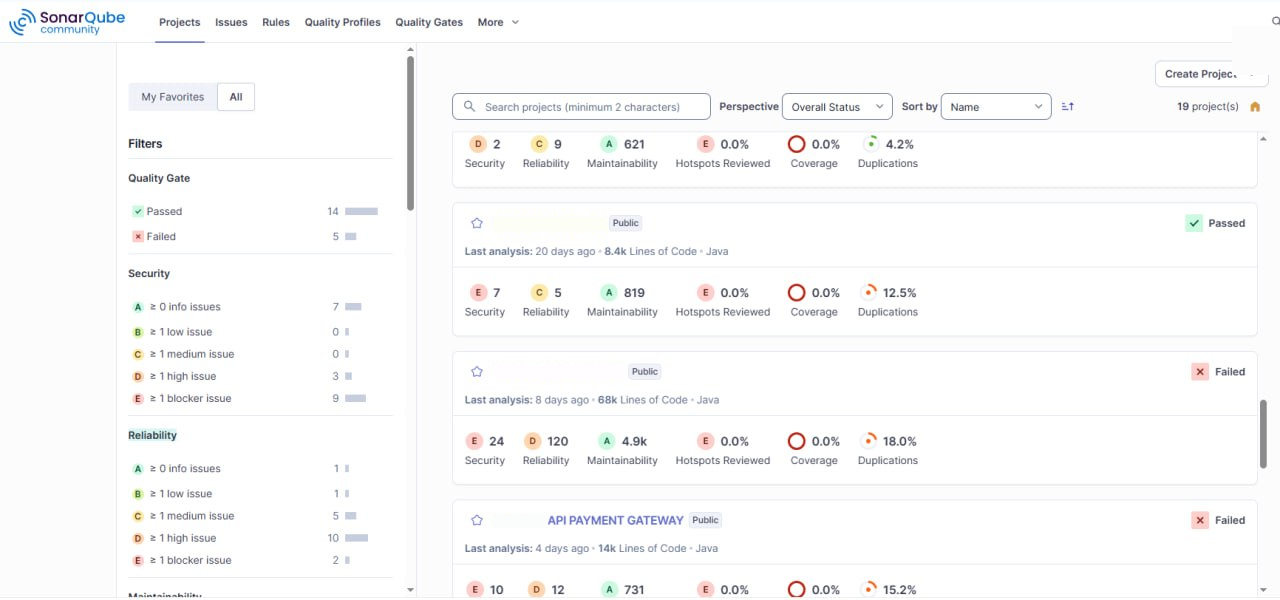 SonarQube
community
Projects Issues Rules Quality Profiles Quality Gates More
My Favorites All
Filters
Quality Gate
Passed 14
Failed 5
Security
A ≥ 0 info issues 7
B ≥ 1 low issue 0
C ≥ 1 medium issue 0
D ≥ 1 high issue 3
E ≥ 1 blocker issue 9
Reliability
A ≥ 0 info issues 1
B ≥ 1 low issue 1
C ≥ 1 medium issue 5
D ≥ 1 high issue 10
E ≥ 1 blocker issue 2
Maintainability
Create Project
Search projects (minimum 2 characters) Perspective Overall Status Sort by Name 19 project(s)
D 2 C 9 A 621 E 0.0% 0.0% 4.2%
Security Reliability Maintainability Hotspots Reviewed Coverage Duplications
Public Passed
Last analysis: 20 days ago • 8.4k Lines of Code • Java
E 7 C 5 A 819 E 0.0% 0.0% 12.5%
Security Reliability Maintainability Hotspots Reviewed Coverage Duplications
Public Failed
Last analysis: 8 days ago • 68k Lines of Code • Java
E 24 D 120 A 4.9k E 0.0% 0.0% 18.0%
Security Reliability Maintainability Hotspots Reviewed Coverage Duplications
API PAYMENT GATEWAY Public Failed
Last analysis: 4 days ago • 14k Lines of Code • Java
E 10 D 12 A 731 E 0.0% 0.0% 15.2%